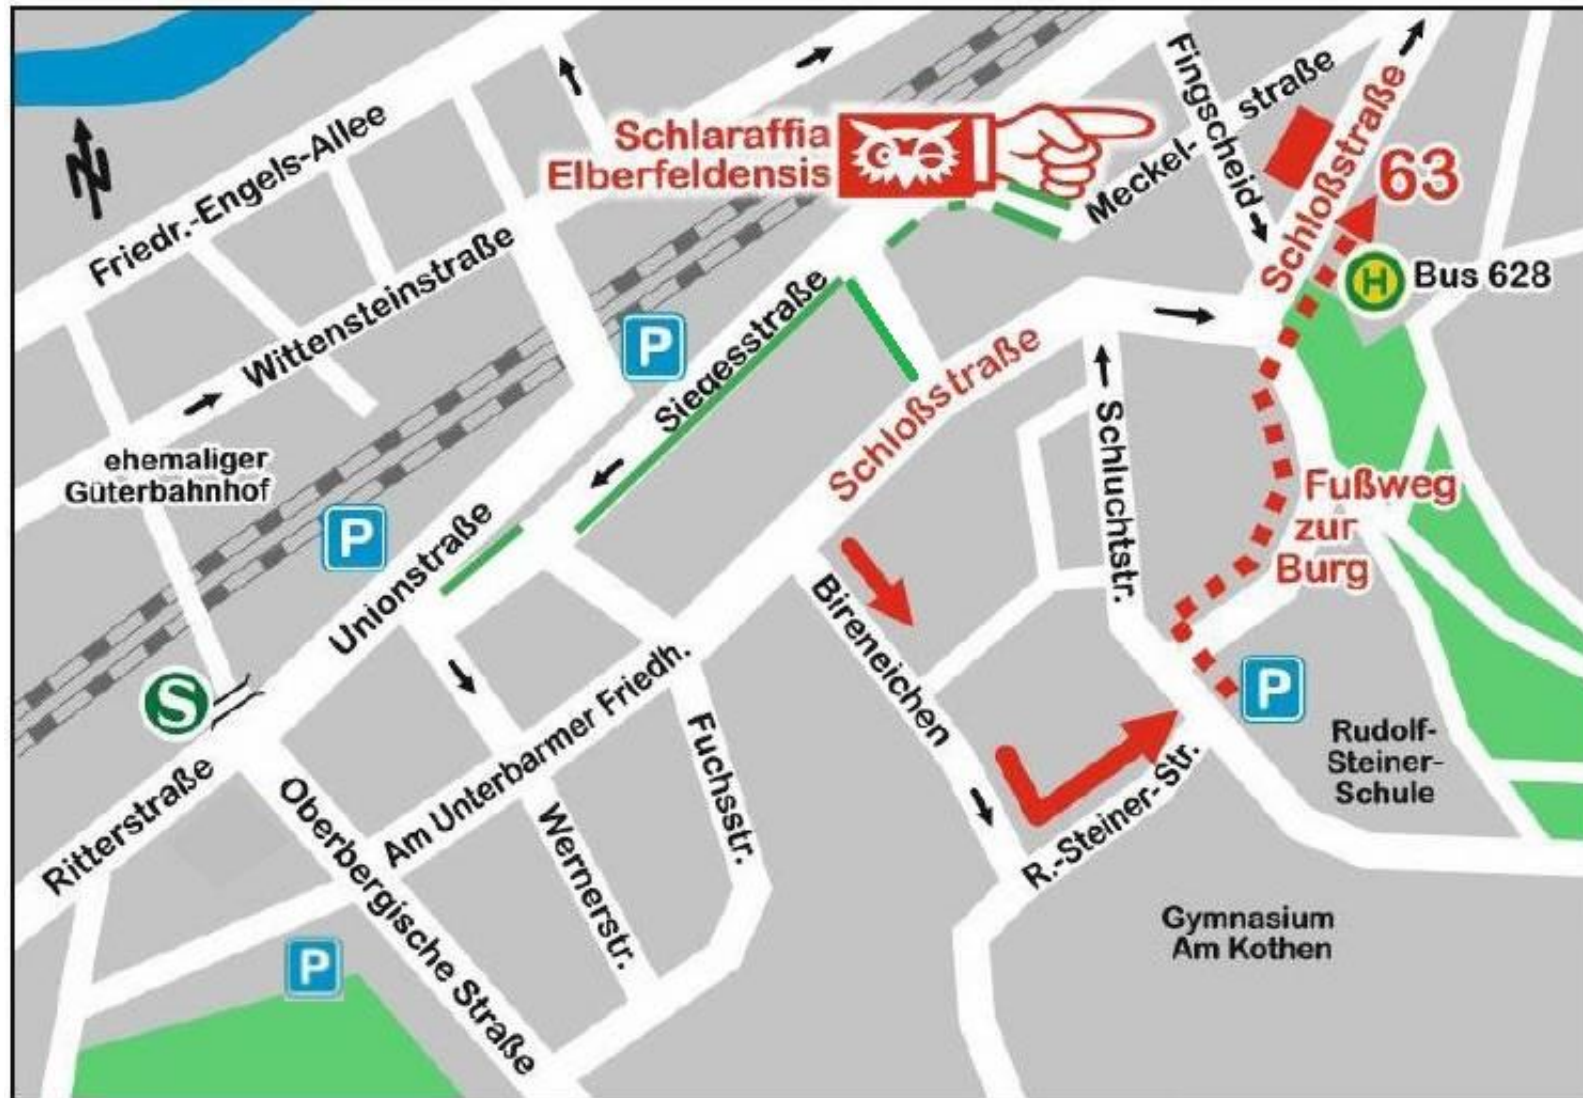 N
Friedr.-Engels-Allee
Wittensteinstraße
Schlaraffia
Elberfeldensis
Fingscheid
Meckel-
straße
Schloßstraße
63
H
Bus 628
P
Siegesstraße
Schloßstraße
ehemaliger
Güterbahnhof
P
Unionstraße
Schluchtstr.
Fußweg
zur
Burg
Bireneichen
S
Ritterstraße
Am Unterbarmer Friedh.
Fuchsstr.
P
Rudolf-
Steiner-
Schule
R.-Steiner-Str.
Oberbergische Straße
Wernerstr.
P
Gymnasium
Am Kothen